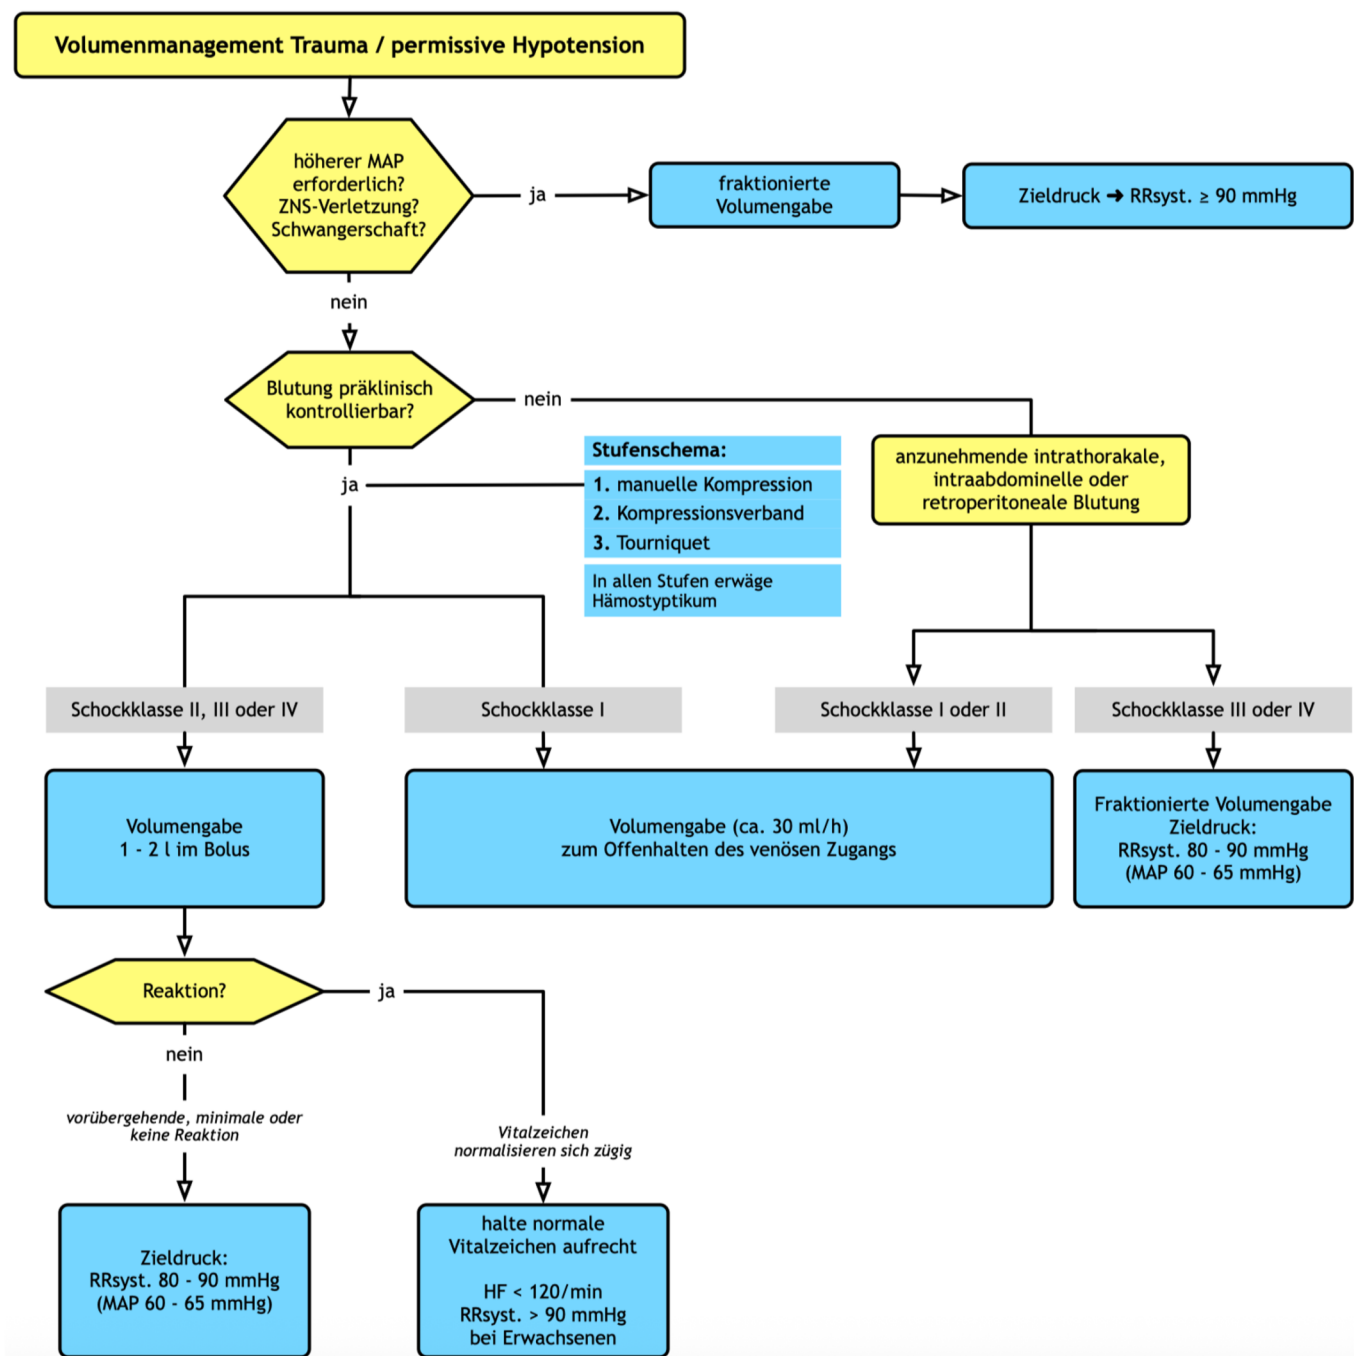 Volumenmanagement Trauma / permissive Hypotension
höherer MAP
erforderlich?
ZNS-Verletzung?
Schwangerschaft?
ja
fraktionierte
Volumengabe
Zieldruck ➜ RRsyst. ≥ 90 mmHg
nein
Blutung präklinisch
kontrollierbar?
nein
anzunehmende intrathorakale,
intraabdominelle oder
retroperitoneale Blutung
ja
Stufenschema:
1. manuelle Kompression
2. Kompressionsverband
3. Tourniquet
In allen Stufen erwäge
Hämostyptikum
Schockklasse II, III oder IV
Schockklasse I
Schockklasse I oder II
Schockklasse III oder IV
Volumengabe
1 - 2 l im Bolus
Volumengabe (ca. 30 ml/h)
zum Offenhalten des venösen Zugangs
Fraktionierte Volumengabe
Zieldruck:
RRsyst. 80 - 90 mmHg
(MAP 60 - 65 mmHg)
Reaktion?
ja
nein
vorübergehende, minimale oder
keine Reaktion
Vitalzeichen
normalisieren sich zügig
Zieldruck:
RRsyst. 80 - 90 mmHg
(MAP 60 - 65 mmHg)
halte normale
Vitalzeichen aufrecht
HF < 120/min
RRsyst. > 90 mmHg
bei Erwachsenen